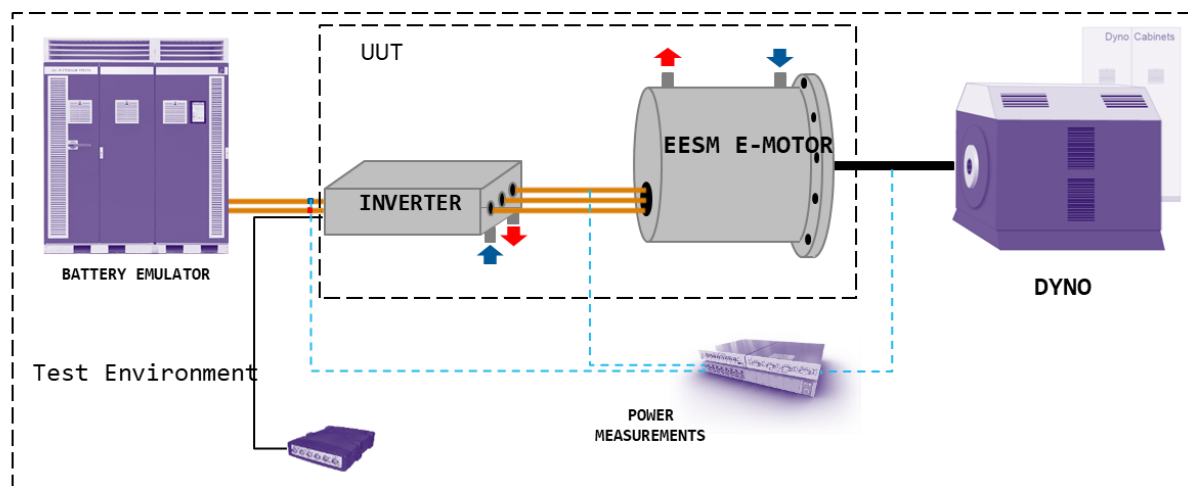 UUT
Dyno Cabinets
EESM E-MOTOR
INVERTER
BATTERY EMULATOR
DYNO
Test Environment
POWER
MEASUREMENTS